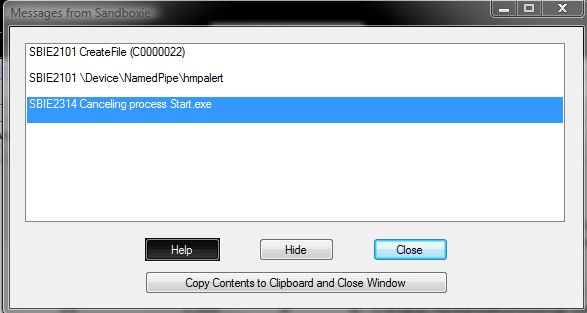 Messages from Sandboxie
SBIE2101 CreateFile (C0000022)
SBIE2101 \Device\NamedPipe\hmpalert
SBIE2314 Canceling process Start.exe
Help
Hide
Close
Copy Contents to Clipboard and Close Window